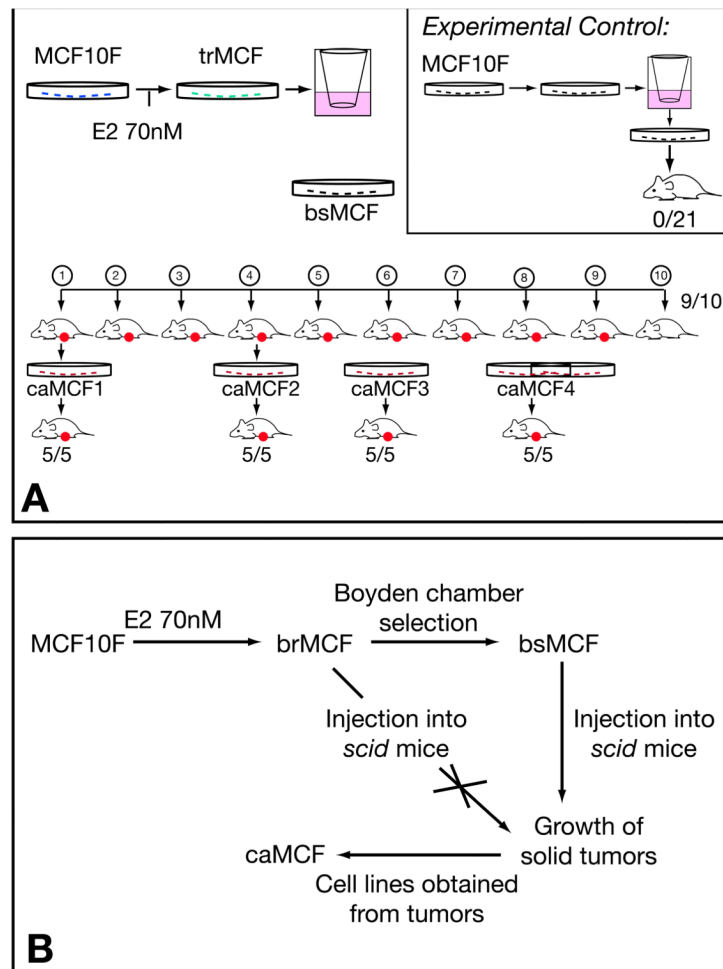 MCF10F
trMCF
E2 70nM
bsMCF
Experimental Control:
MCF10F
0/21
1 2 3 4 5 6 7 8 9 10
9/10
caMCF1 caMCF2 caMCF3 caMCF4
5/5 5/5 5/5 5/5
A
MCF10F
E2 70nM
brMCF
Boyden chamber
selection
bsMCF
Injection into
scid mice
Injection into
scid mice
Growth of
solid tumors
caMCF
Cell lines obtained
from tumors
B